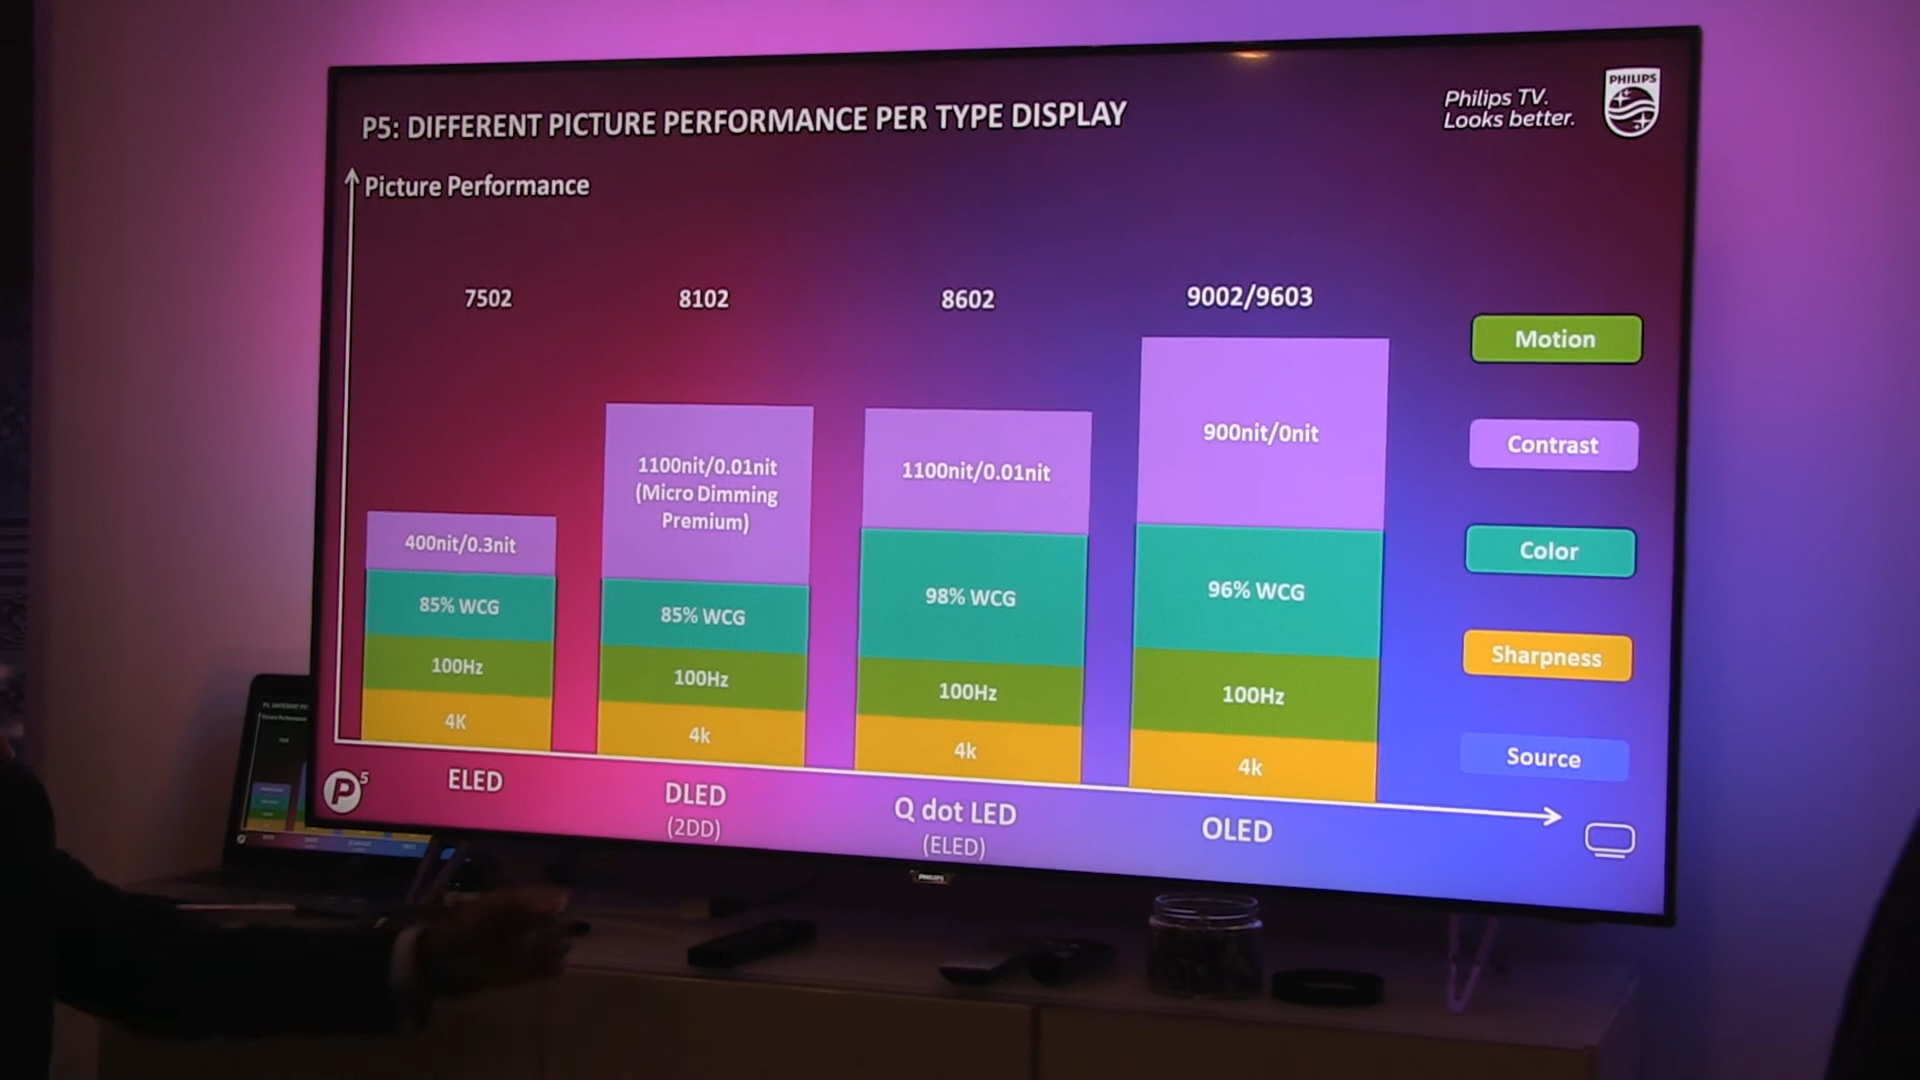 P5: DIFFERENT PICTURE PERFORMANCE PER TYPE DISPLAY
Philips TV.
Looks better.
PHILIPS
Picture Performance
7502
8102
8602
9002/9603
400nit/0.3nit
85% WCG
100Hz
4K
1100nit/0.01nit
(Micro Dimming
Premium)
85% WCG
100Hz
4k
1100nit/0.01nit
98% WCG
100Hz
4k
900nit/0nit
96% WCG
100Hz
4k
Motion
Contrast
Color
Sharpness
Source
P5
ELED
DLED
(2DD)
Q dot LED
(ELED)
OLED
PHILIPS